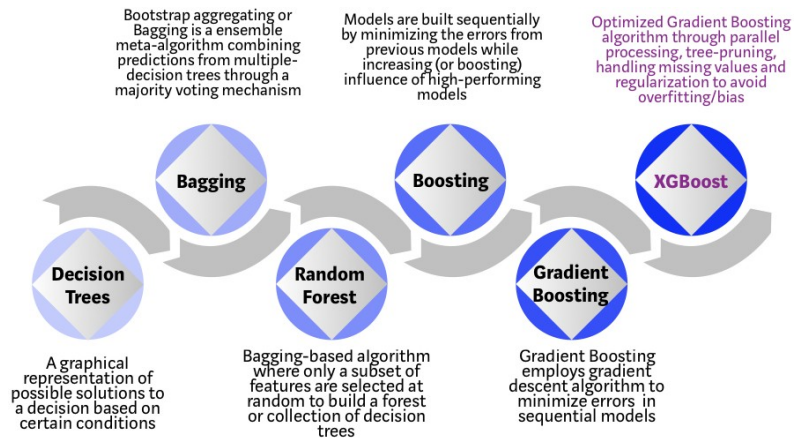 Bootstrap aggregating or
Bagging is a ensemble
meta-algorithm combining
predictions from multiple-
decision trees through a
majority voting mechanism
Models are built sequentially
by minimizing the errors from
previous models while
increasing (or boosting)
influence of high-performing
models
Optimized Gradient Boosting
algorithm through parallel
processing, tree-pruning,
handling missing values and
regularization to avoid
overfitting/bias
Bagging
Boosting
XGBoost
Decision
Trees
Random
Forest
Gradient
Boosting
A graphical
representation of
possible solutions to
a decision based on
certain conditions
Bagging-based algorithm
where only a subset of
features are selected at
random to build a forest
or collection of decision
trees
Gradient Boosting
employs gradient
descent algorithm to
minimize errors in
sequential models